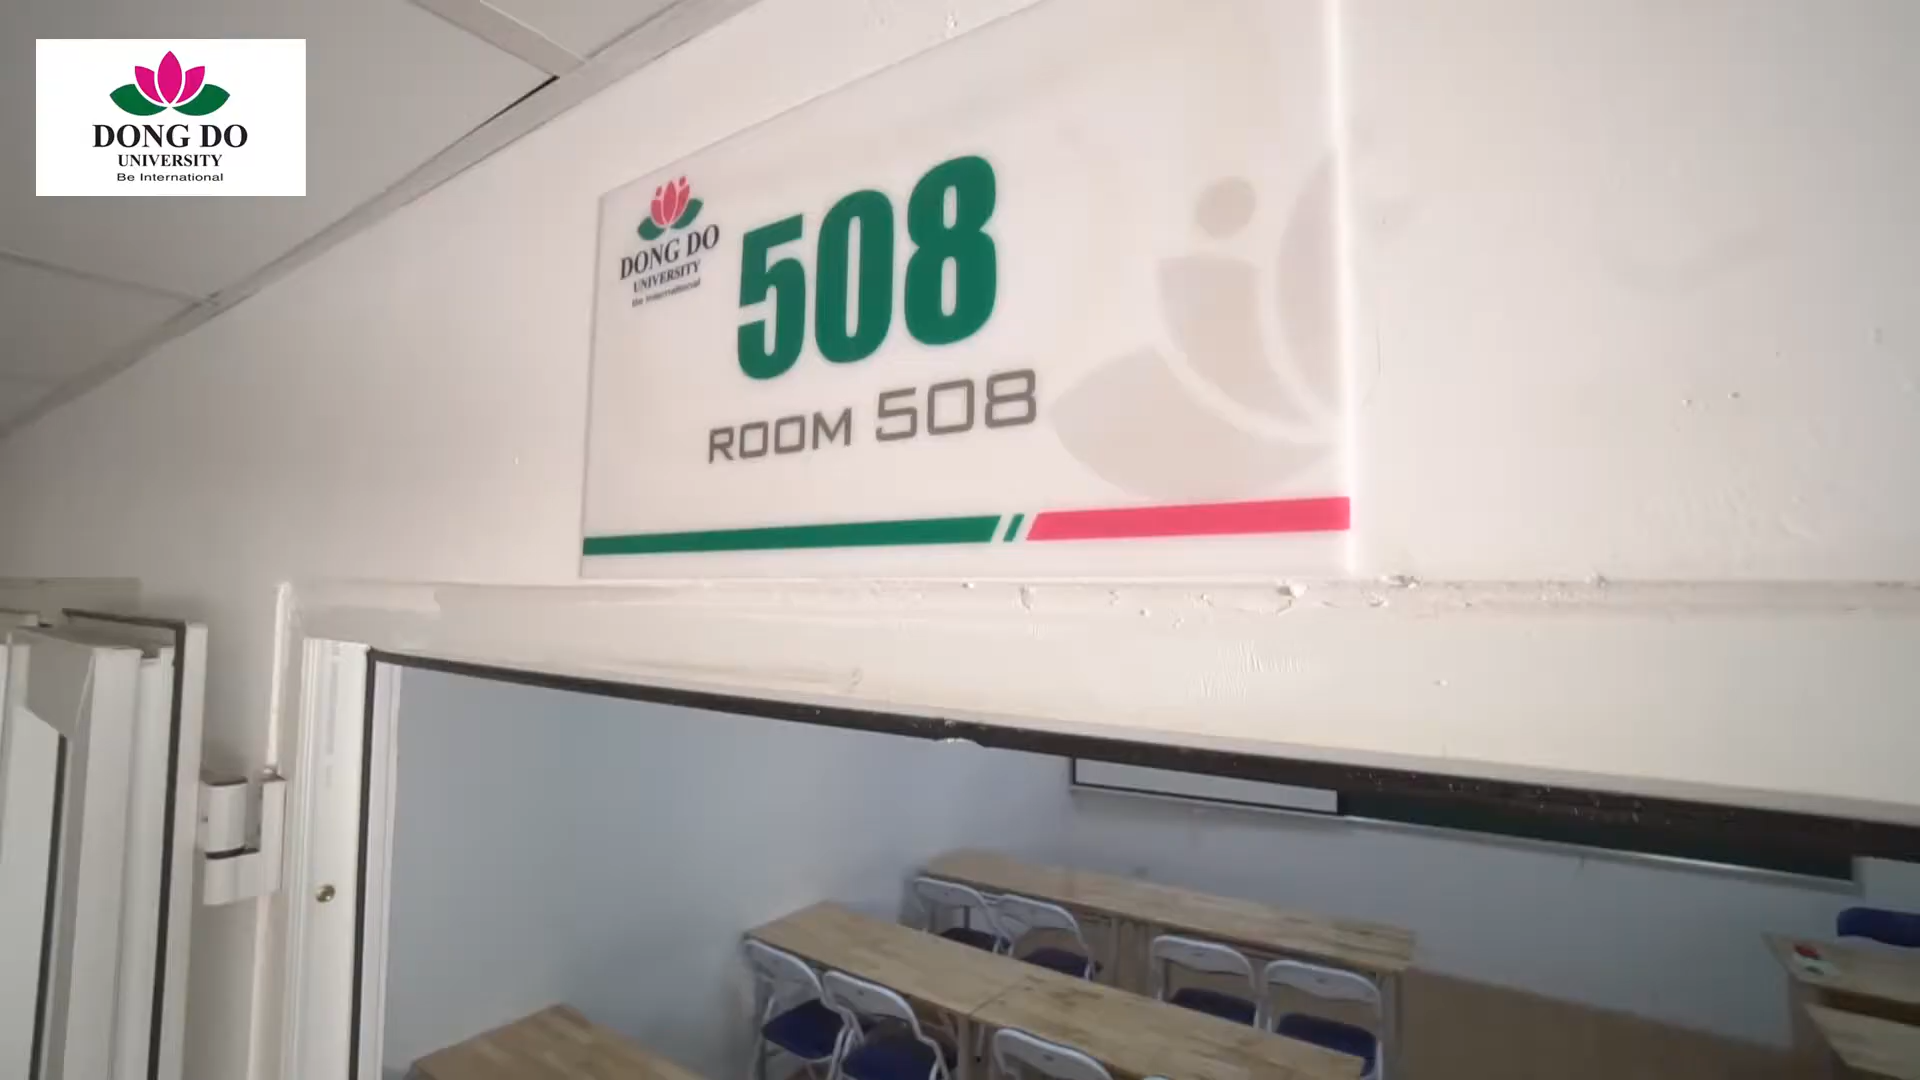 DONG DO
UNIVERSITY
Be International
DONG DO
UNIVERSITY
Be International
508
ROOM 508